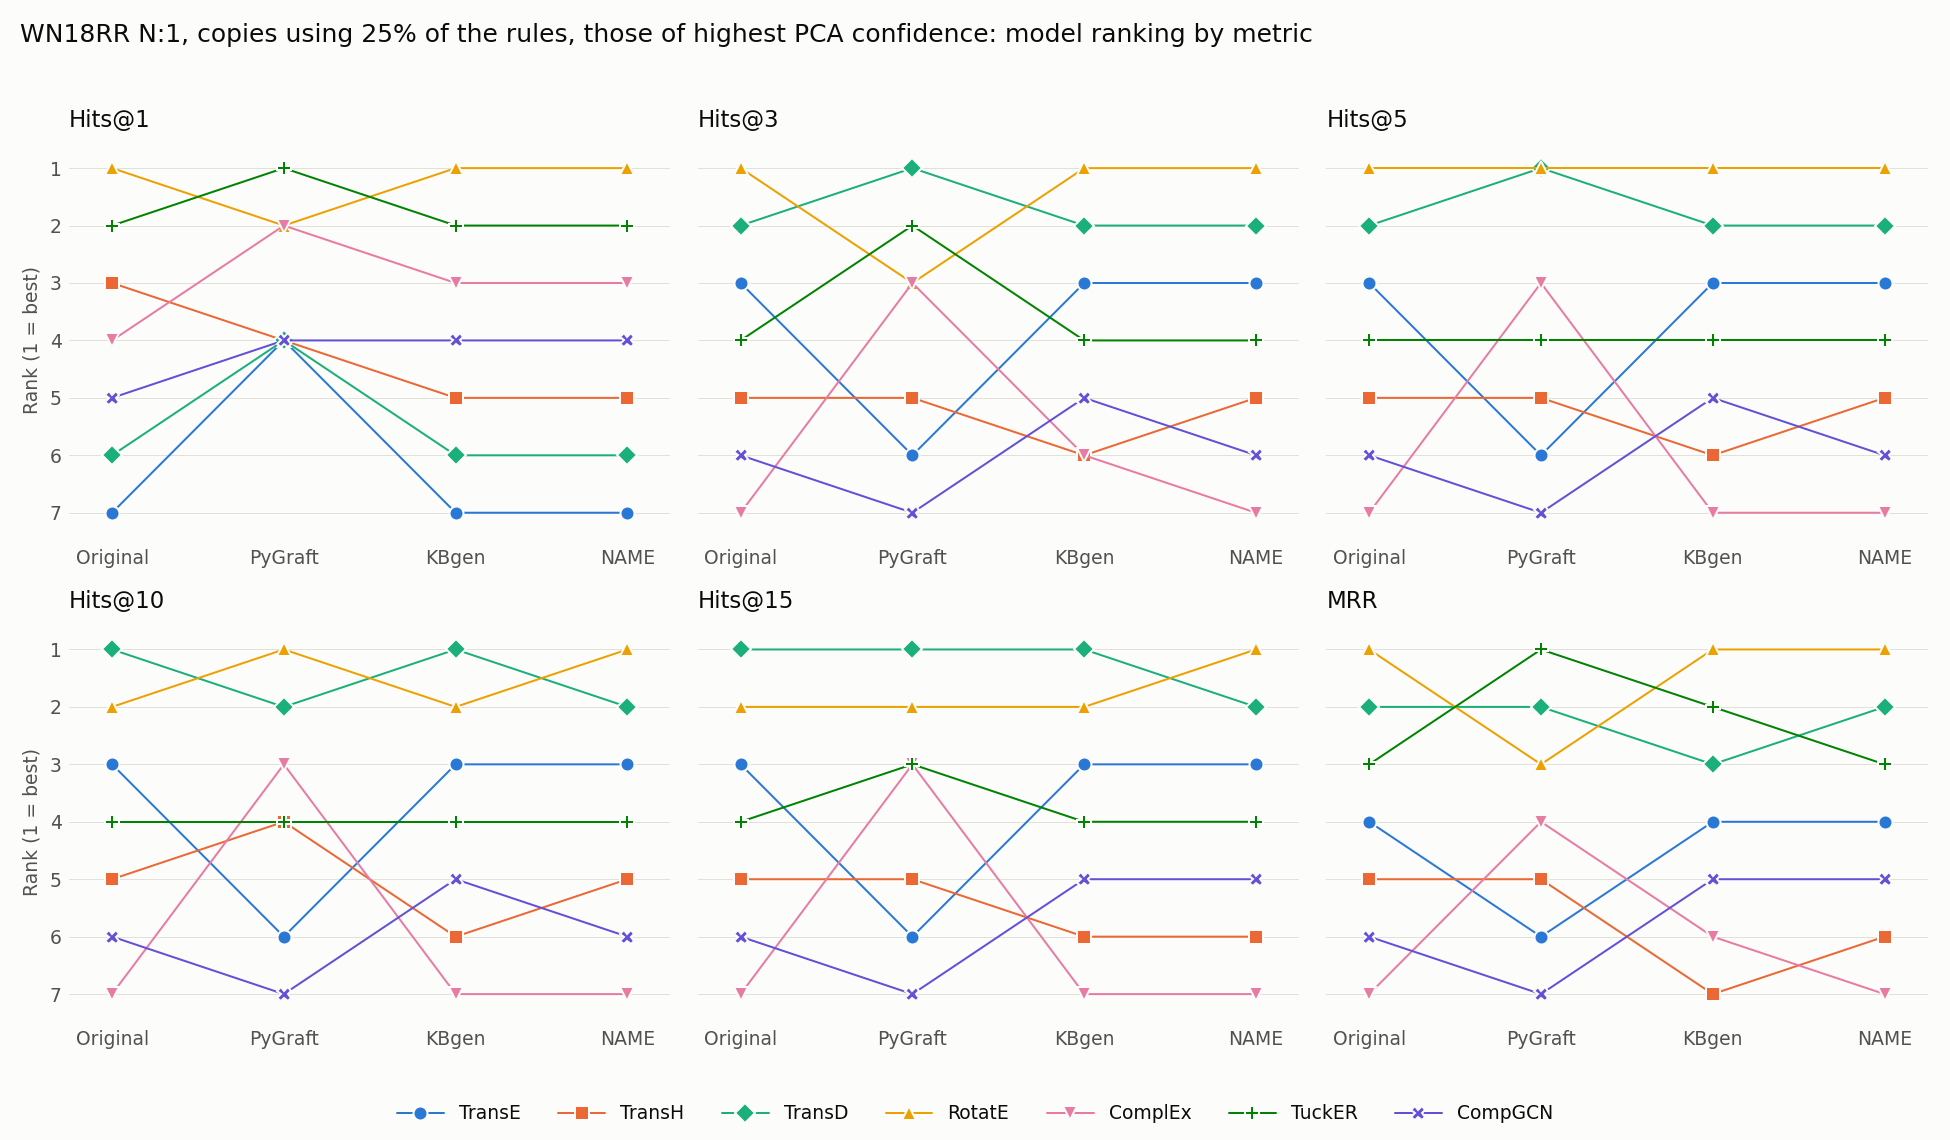 WN18RR N:1, copies using 25% of the rules, those of highest PCA confidence: model ranking by metric
Hits@1
Hits@3
Hits@5
Rank (1 = best)
1
2
3
4
5
6
7
Original PyGraft KBgen NAME
Original PyGraft KBgen NAME
Original PyGraft KBgen NAME
Hits@10
Hits@15
MRR
Rank (1 = best)
1
2
3
4
5
6
7
Original PyGraft KBgen NAME
Original PyGraft KBgen NAME
Original PyGraft KBgen NAME
TransE TransH TransD RotatE ComplEx TuckER CompGCN